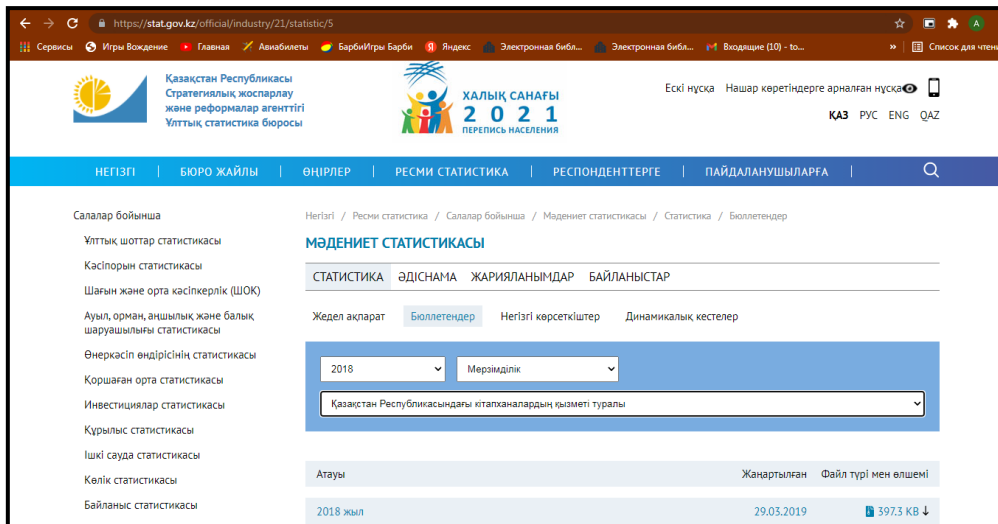 https://stat.gov.kz/official/industry/21/statistic/5
Сервисы Игры Вождение Главная Авиабилеты БарбиИгры Барби Яндекс Электронная библ... Электронная библ... Входящие (10) - to... » Список для чтени
Қазақстан Республикасы
Стратегиялық жоспарлау
және реформалар агенттігі
Ұлттық статистика бюросы
ХАЛЫҚ САНАҒЫ
2021
ПЕРЕПИСЬ НАСЕЛЕНИЯ
Ескі нұсқа Нашар көретіндерге арналған нұсқа
ҚАЗ РУС ENG QAZ
НЕГІЗГІ | БЮРО ЖАЙЛЫ | ӨҢІРЛЕР | РЕСМИ СТАТИСТИКА | РЕСПОНДЕНТТЕРГЕ | ПАЙДАЛАНУШЫЛАРҒА |
Салалар бойынша
Ұлттық шоттар статистикасы
Кәсіпорын статистикасы
Шағын және орта кәсіпкерлік (ШОК)
Ауыл, орман, аңшылық және балық
шаруашылығы статистикасы
Өнеркәсіп өндірісінің статистикасы
Қоршаған орта статистикасы
Инвестициялар статистикасы
Құрылыс статистикасы
Ішкі сауда статистикасы
Көлік статистикасы
Байланыс статистикасы
Негізгі / Ресми статистика / Салалар бойынша / Мәдениет статистикасы / Статистика / Бюллетендер
МӘДЕНИЕТ СТАТИСТИКАСЫ
СТАТИСТИКА ӘДІСНАМА ЖАРИЯЛАНЫМДАР БАЙЛАНЫСТАР
Жедел ақпарат Бюллетендер Негізгі көрсеткіштер Динамикалық кестелер
2018 Мерзімділік
Қазақстан Республикасындағы кітапханалардың қызметі туралы
Атауы Жаңартылған Файл түрі мен өлшемі
2018 жыл 29.03.2019 397.3 KB